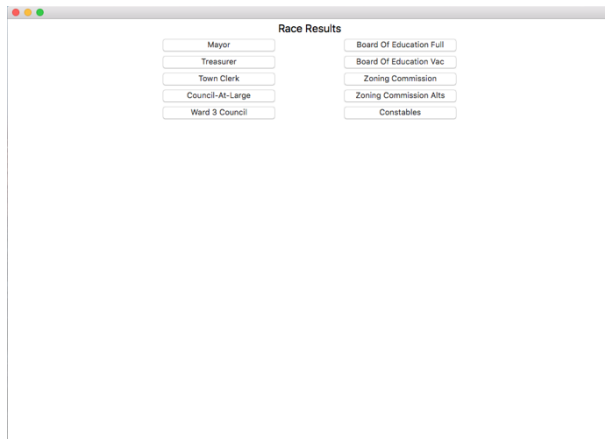 Race Results
Mayor
Treasurer
Town Clerk
Council-At-Large
Ward 3 Council
Board Of Education Full
Board Of Education Vac
Zoning Commission
Zoning Commission Alts
Constables